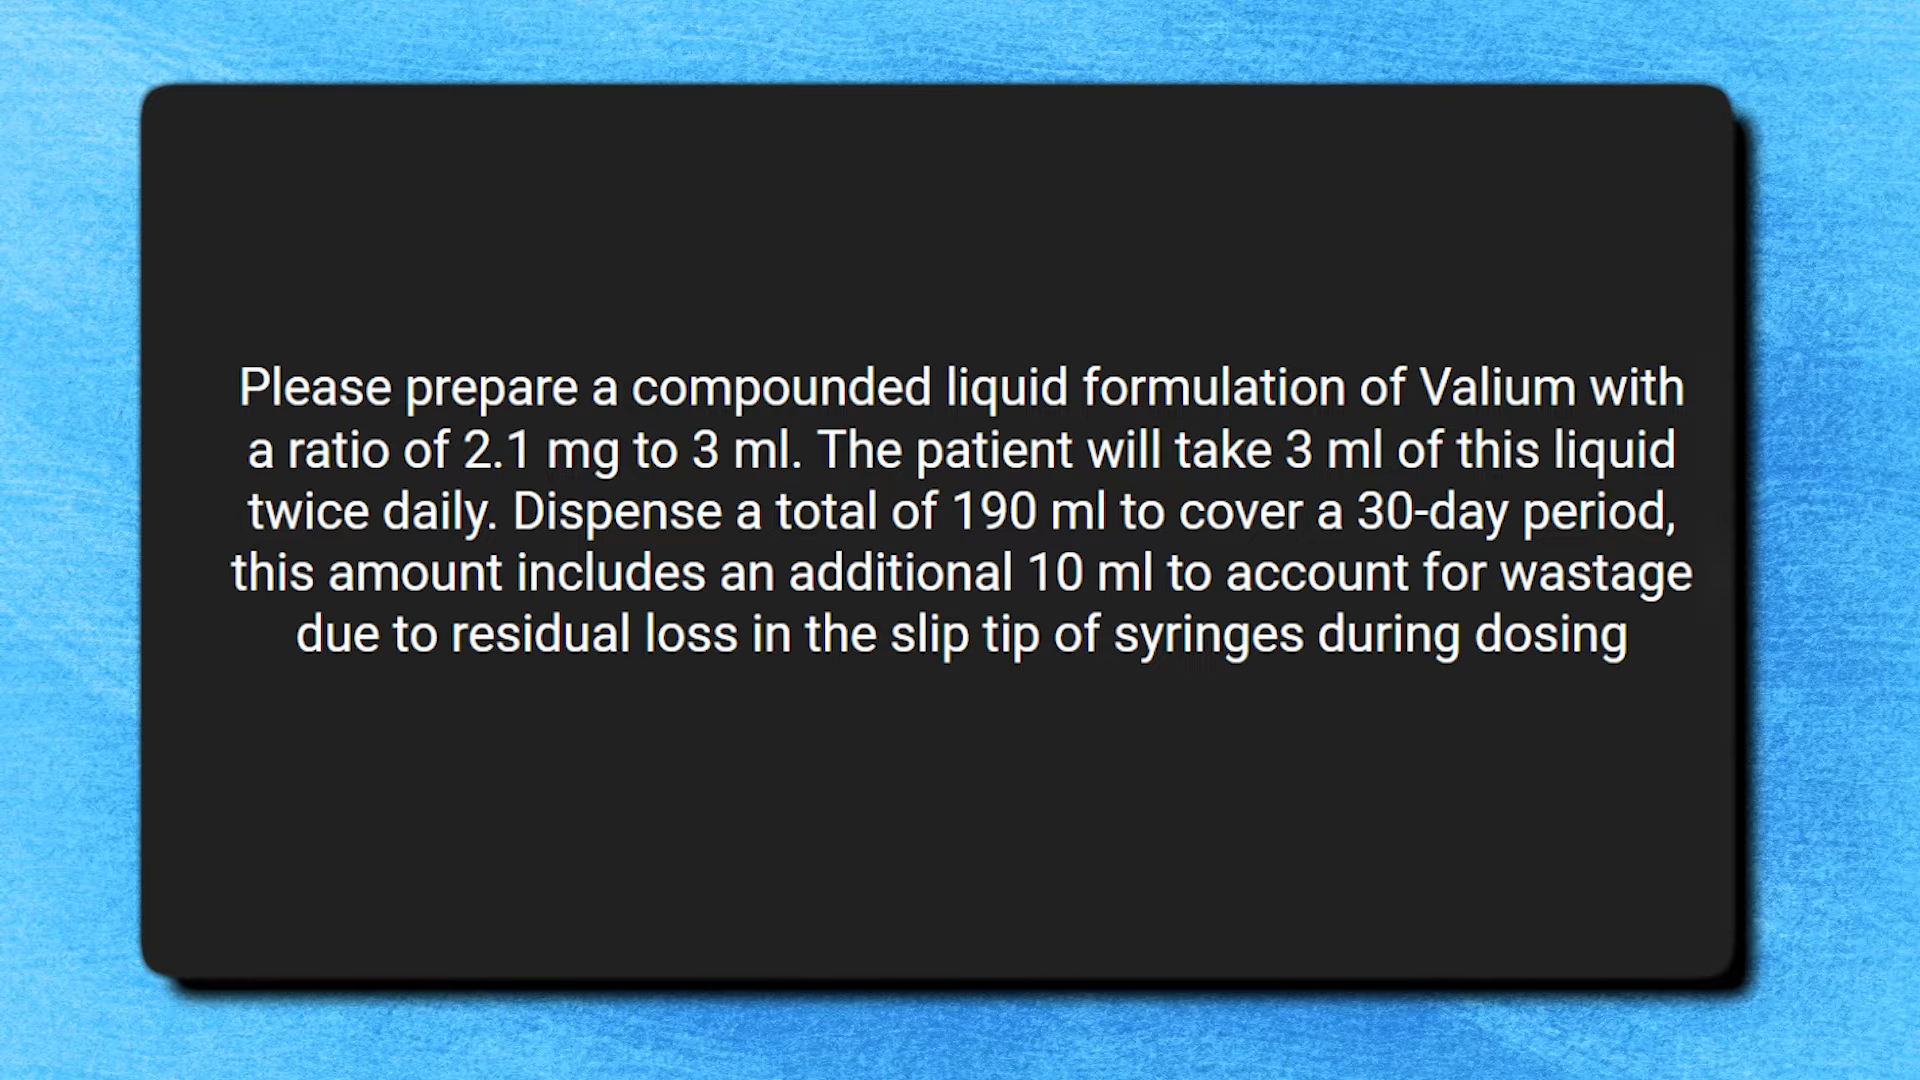 Please prepare a compounded liquid formulation of Valium with
a ratio of 2.1 mg to 3 ml. The patient will take 3 ml of this liquid
twice daily. Dispense a total of 190 ml to cover a 30-day period,
this amount includes an additional 10 ml to account for wastage
due to residual loss in the slip tip of syringes during dosing